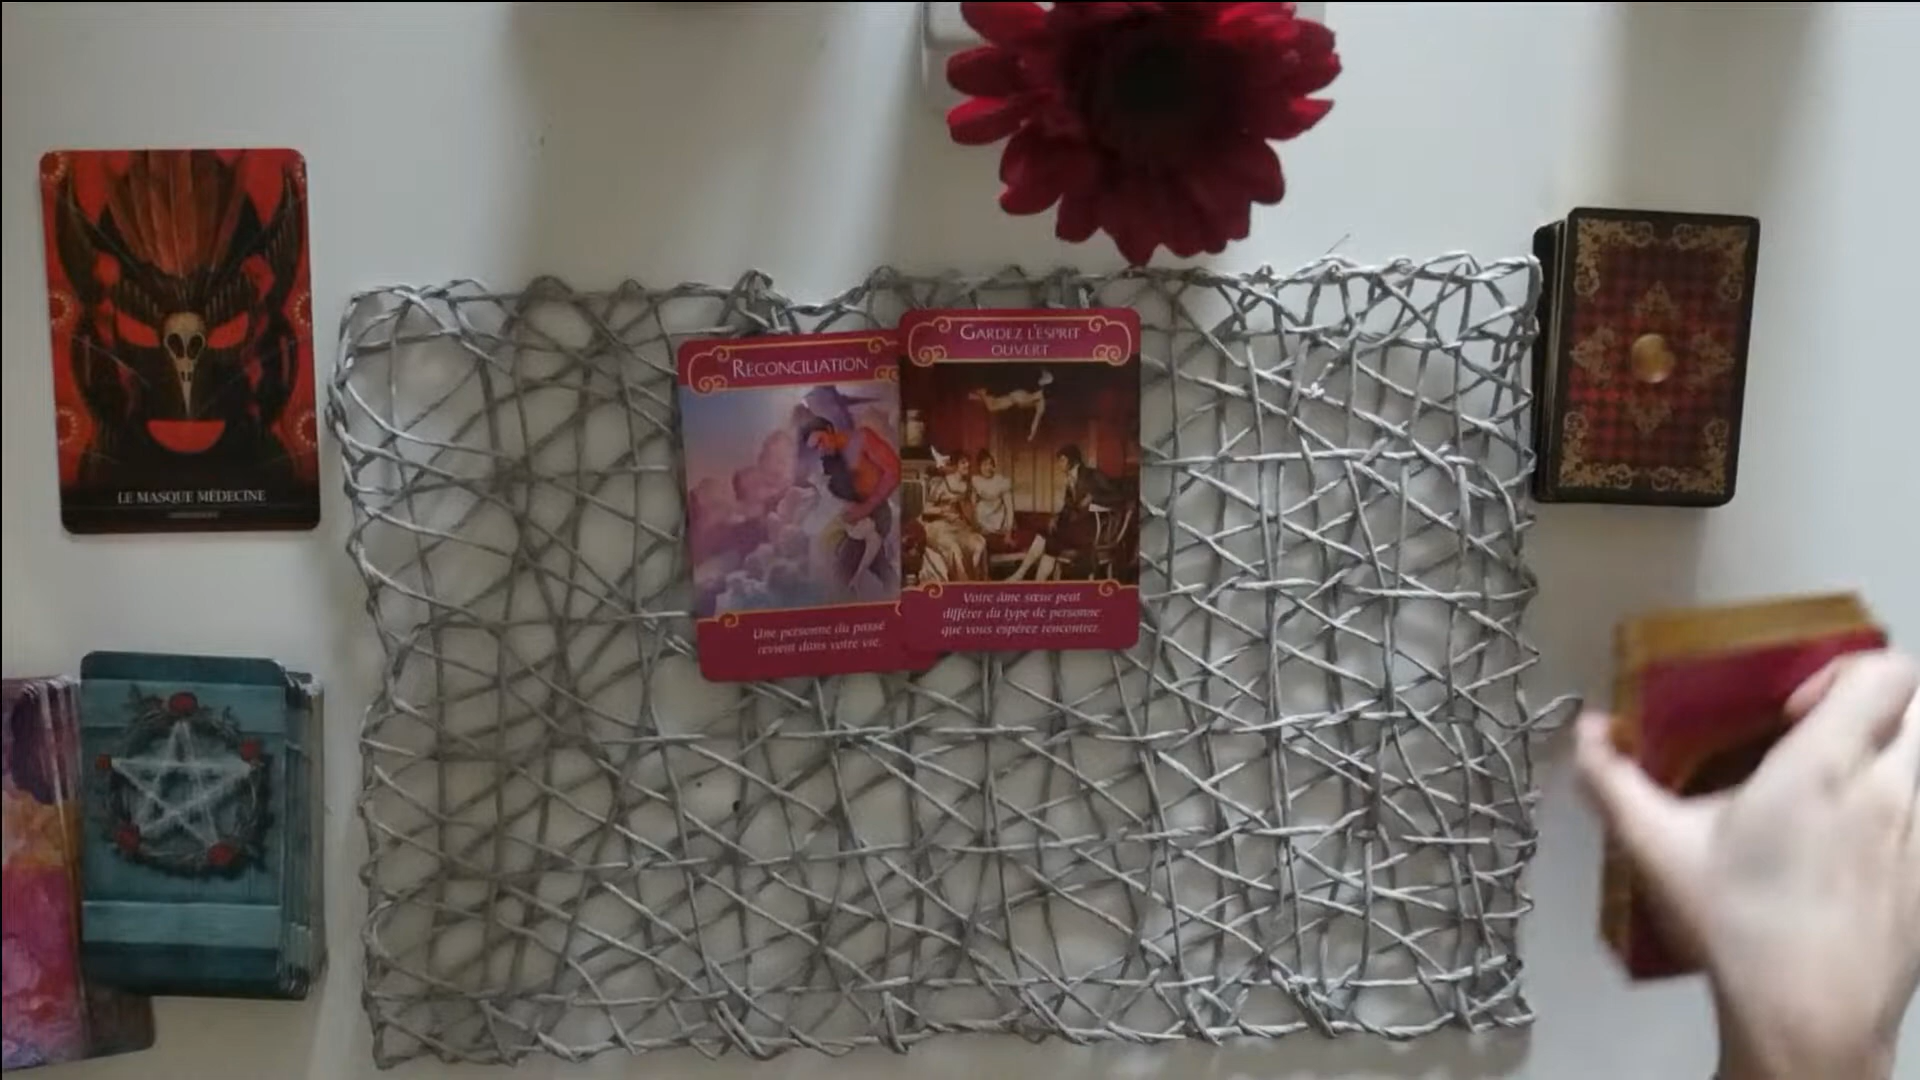 LE MASQUE MÉDECINE
RECONCILIATION
Une personne du passé
revient dans votre vie.
GARDEZ L'ESPRIT
OUVERT
Votre âme sœur peut
différer du type de personne
que vous espérez rencontrer.